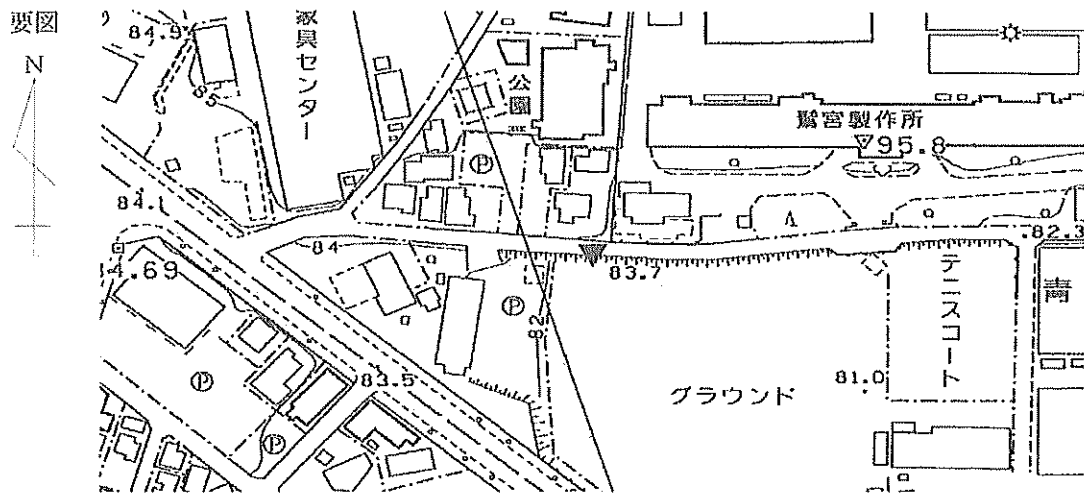 要図
N
84.9
家具センター
公園
85
鷲宮製作所
95.8
P
84.1
84
82.3
4.69
83.7
テニスコート
青
P
82
83.5
81.0
グラウンド
P
P